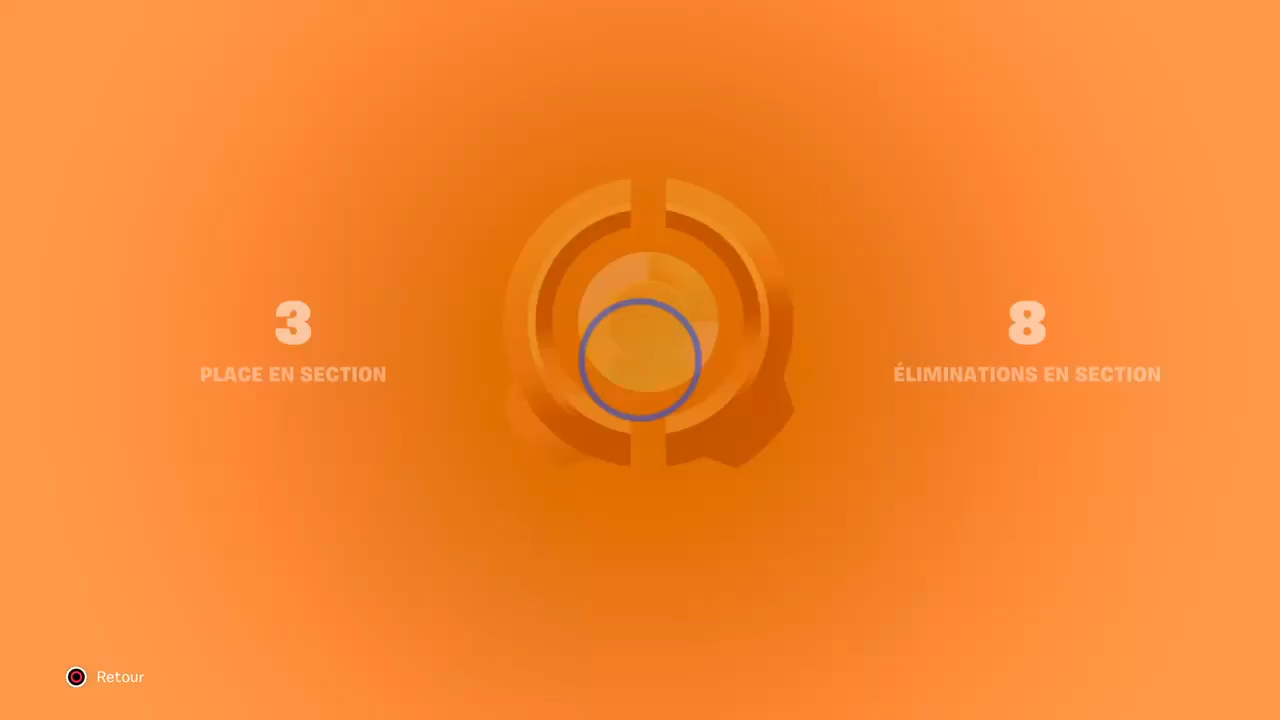 3
PLACE EN SECTION
8
ÉLIMINATIONS EN SECTION
Retour